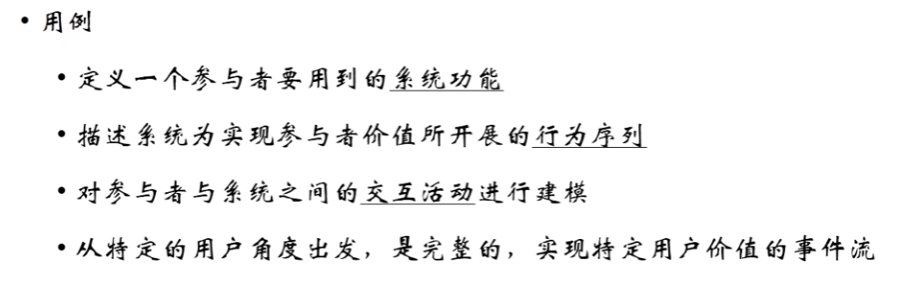 • 用例
• 定义一个参与者要用到的系统功能
• 描述系统为实现参与者价值所开展的行为序列
• 对参与者与系统之间的交互活动进行建模
• 从特定的用户角度出发，是完整的，实现特定用户价值的事件流